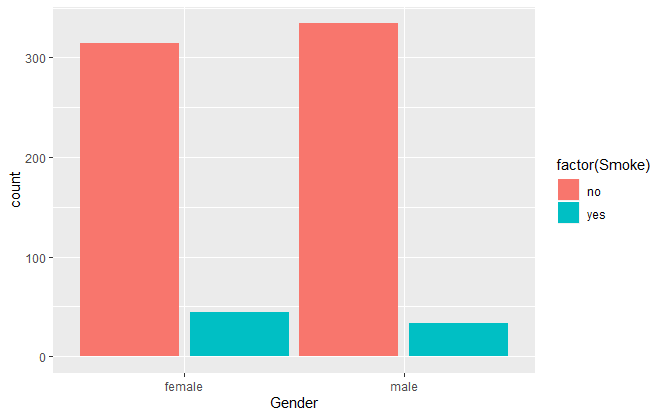 300
200
100
0
count
female male
Gender
factor(Smoke)
no
yes